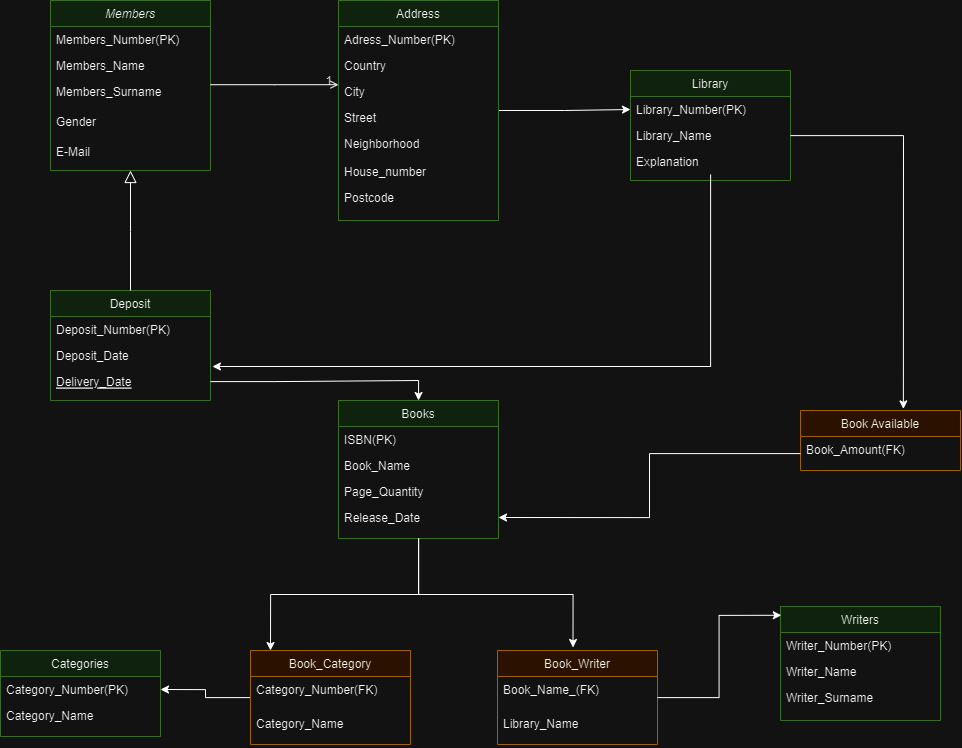 Members
Members_Number(PK)
Members_Name
Members_Surname
Gender
E-Mail
1
Address
Adress_Number(PK)
Country
City
Street
Neighborhood
House_number
Postcode
Library
Library_Number(PK)
Library_Name
Explanation
Deposit
Deposit_Number(PK)
Deposit_Date
Delivery_Date
Books
ISBN(PK)
Book_Name
Page_Quantity
Release_Date
Book Available
Book_Amount(FK)
Categories
Category_Number(PK)
Category_Name
Book_Category
Category_Number(FK)
Category_Name
Book_Writer
Book_Name_(FK)
Library_Name
Writers
Writer_Number(PK)
Writer_Name
Writer_Surname